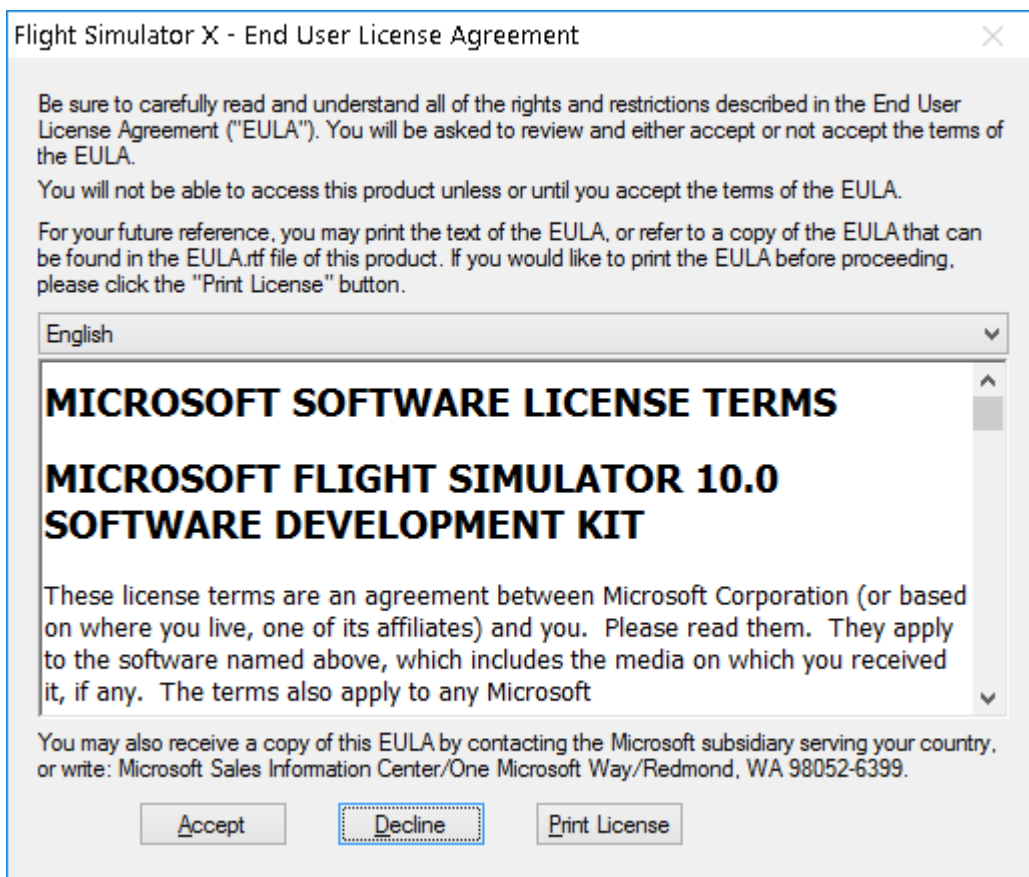 Flight Simulator X - End User License Agreement
Be sure to carefully read and understand all of the rights and restrictions described in the End User
License Agreement ("EULA"). You will be asked to review and either accept or not accept the terms of
the EULA.
You will not be able to access this product unless or until you accept the terms of the EULA.
For your future reference, you may print the text of the EULA, or refer to a copy of the EULA that can
be found in the EULA.rtf file of this product. If you would like to print the EULA before proceeding,
please click the "Print License" button.
English
MICROSOFT SOFTWARE LICENSE TERMS
MICROSOFT FLIGHT SIMULATOR 10.0
SOFTWARE DEVELOPMENT KIT
These license terms are an agreement between Microsoft Corporation (or based
on where you live, one of its affiliates) and you.  Please read them.  They apply
to the software named above, which includes the media on which you received
it, if any.  The terms also apply to any Microsoft
You may also receive a copy of this EULA by contacting the Microsoft subsidiary serving your country,
or write: Microsoft Sales Information Center/One Microsoft Way/Redmond, WA 98052-6399.
Accept Decline Print License